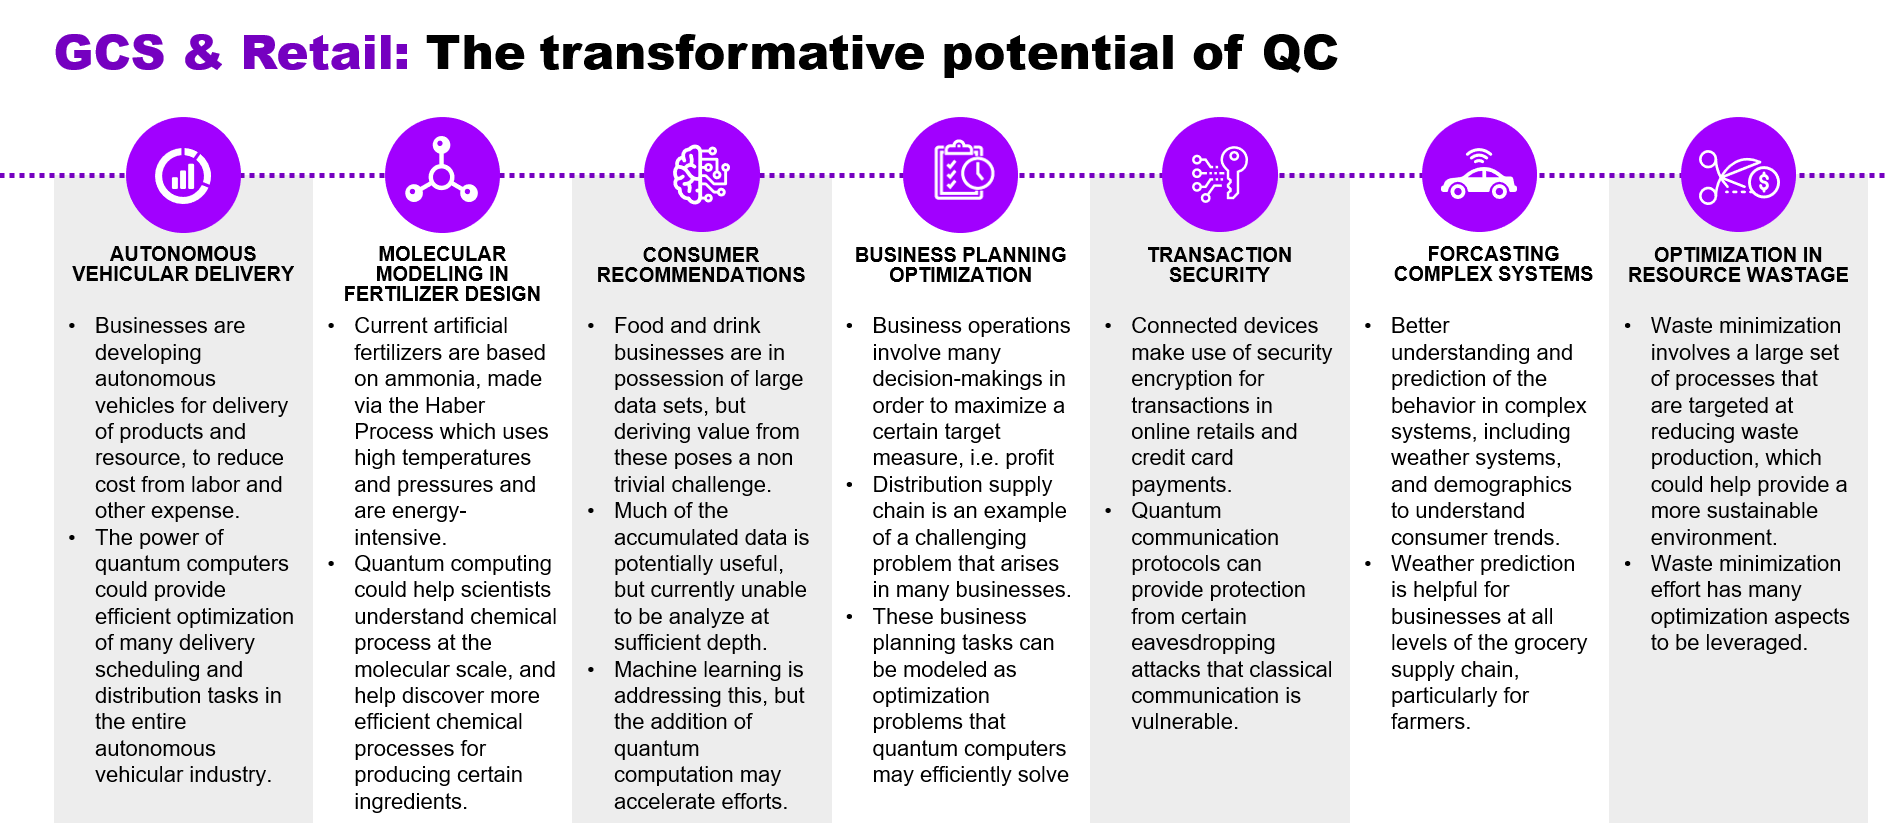 GCS & Retail: The transformative potential of QC
AUTONOMOUS
VEHICULAR DELIVERY
• Businesses are
developing
autonomous
vehicles for delivery
of products and
resource, to reduce
cost from labor and
other expense.
• The power of
quantum computers
could provide
efficient optimization
of many delivery
scheduling and
distribution tasks in
the entire
autonomous
vehicular industry.
MOLECULAR
MODELING IN
FERTILIZER DESIGN
• Current artificial
fertilizers are based
on ammonia, made
via the Haber
Process which uses
high temperatures
and pressures and
are energy-
intensive.
• Quantum computing
could help scientists
understand chemical
process at the
molecular scale, and
help discover more
efficient chemical
processes for
producing certain
ingredients.
CONSUMER
RECOMMENDATIONS
• Food and drink
businesses are in
possession of large
data sets, but
deriving value from
these poses a non
trivial challenge.
• Much of the
accumulated data is
potentially useful,
but currently unable
to be analyze at
sufficient depth.
• Machine learning is
addressing this, but
the addition of
quantum
computation may
accelerate efforts.
BUSINESS PLANNING
OPTIMIZATION
• Business operations
involve many
decision-makings in
order to maximize a
certain target
measure, i.e. profit
• Distribution supply
chain is an example
of a challenging
problem that arises
in many businesses.
• These business
planning tasks can
be modeled as
optimization
problems that
quantum computers
may efficiently solve
TRANSACTION
SECURITY
• Connected devices
make use of security
encryption for
transactions in
online retails and
credit card
payments.
• Quantum
communication
protocols can
provide protection
from certain
eavesdropping
attacks that classical
communication is
vulnerable.
FORCASTING
COMPLEX SYSTEMS
• Better
understanding and
prediction of the
behavior in complex
systems, including
weather systems,
and demographics
to understand
consumer trends.
• Weather prediction
is helpful for
businesses at all
levels of the grocery
supply chain,
particularly for
farmers.
$
OPTIMIZATION IN
RESOURCE WASTAGE
• Waste minimization
involves a large set
of processes that
are targeted at
reducing waste
production, which
could help provide a
more sustainable
environment.
• Waste minimization
effort has many
optimization aspects
to be leveraged.